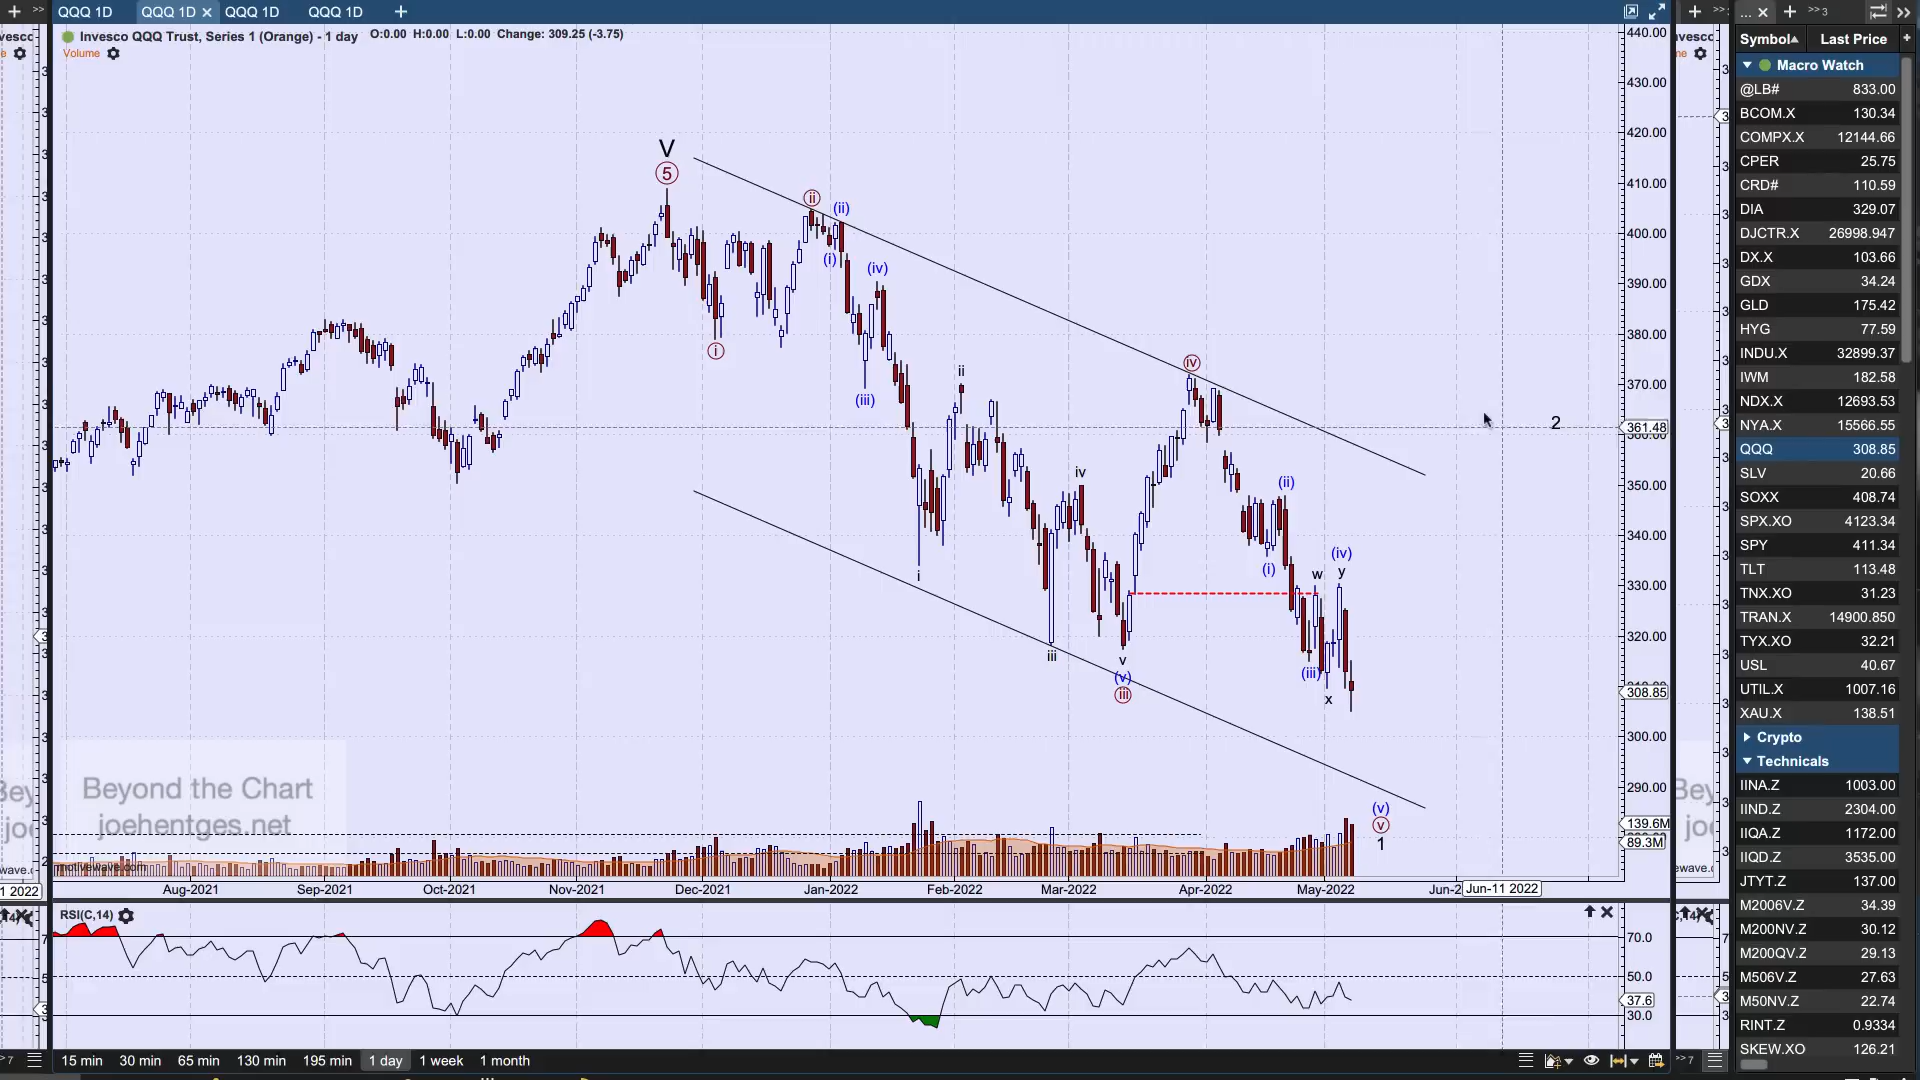 QQQ 1D
QQQ 1D
QQQ 1D
QQQ 1D
Invesco QQQ Trust, Series 1 (Orange) - 1 day O:0.00 H:0.00 L:0.00 Change: 309.25 (-3.75)
Volume
440.00
430.00
420.00
410.00
400.00
390.00
380.00
370.00
361.48
350.00
340.00
330.00
320.00
308.85
300.00
290.00
139.6M
89.3M
V
5
ii
(ii)
(i)
(iv)
i
(iii)
ii
iv
iv
2
(ii)
(i)
(iv)
w
y
i
iii
v
(v)
iii
(iii)
x
(v)
v
1
Beyond the Chart
joehentges.net
motivewave.com
Aug-2021 Sep-2021 Oct-2021 Nov-2021 Dec-2021 Jan-2022 Feb-2022 Mar-2022 Apr-2022 May-2022 Jun-2 Jun-11 2022
RSI(C,14)
70.0
50.0
37.6
30.0
15 min 30 min 65 min 130 min 195 min 1 day 1 week 1 month
Symbol Last Price
Macro Watch
@LB# 833.00
BCOM.X 130.34
COMPX.X 12144.66
CPER 25.75
CRD# 110.59
DIA 329.07
DJCTR.X 26998.947
DX.X 103.66
GDX 34.24
GLD 175.42
HYG 77.59
INDU.X 32899.37
IWM 182.58
NDX.X 12693.53
NYA.X 15566.55
QQQ 308.85
SLV 20.66
SOXX 408.74
SPX.XO 4123.34
SPY 411.34
TLT 113.48
TNX.XO 31.23
TRAN.X 14900.850
TYX.XO 32.21
USL 40.67
UTIL.X 1007.16
XAU.X 138.51
Crypto
Technicals
IINA.Z 1003.00
IIND.Z 2304.00
IIQA.Z 1172.00
IIQD.Z 3535.00
JTYT.Z 137.00
M2006V.Z 34.39
M200NV.Z 30.12
M200QV.Z 29.13
M506V.Z 27.63
M50NV.Z 22.74
RINT.Z 0.9334
SKEW.XO 126.21